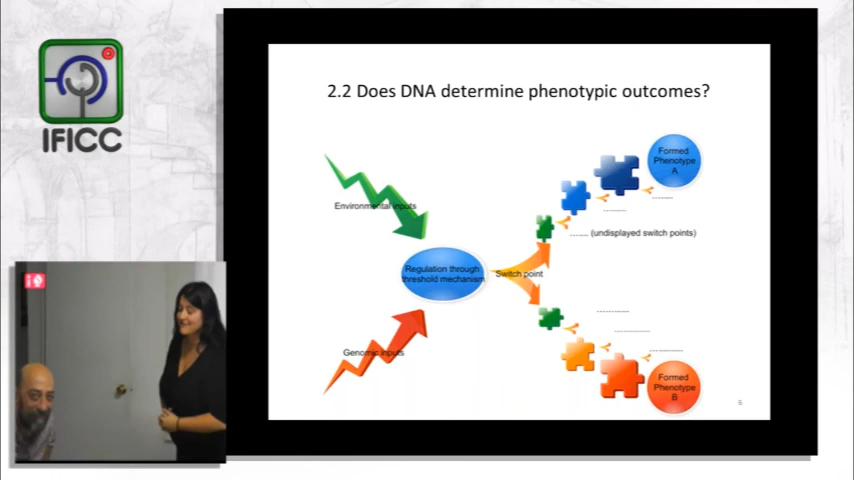 2.2 Does DNA determine phenotypic outcomes?
IFICC
Formed
Phenotype
A
Environmental inputs
(undisplayed switch points)
Regulation through
threshold mechanism
Switch point
Genomic inputs
Formed
Phenotype
B